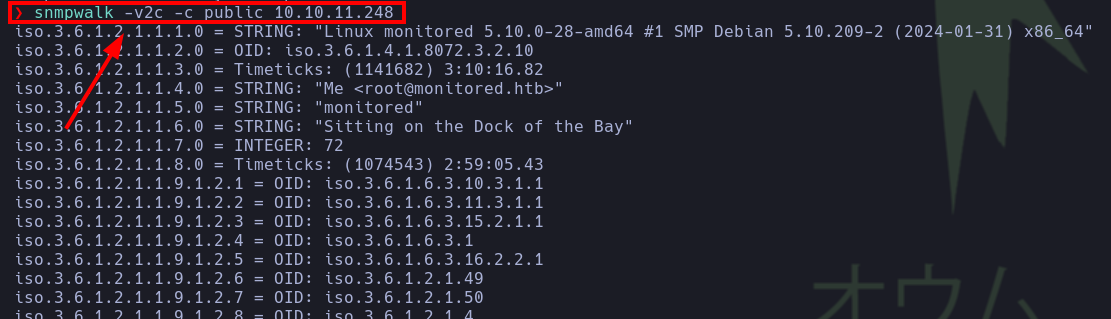 ❯ snmpwalk -v2c -c public 10.10.11.248
iso.3.6.1.2.1.1.1.0 = STRING: "Linux monitored 5.10.0-28-amd64 #1 SMP Debian 5.10.209-2 (2024-01-31) x86_64"
iso.3.6.1.2.1.1.2.0 = OID: iso.3.6.1.4.1.8072.3.2.10
iso.3.6.1.2.1.1.3.0 = Timeticks: (1141682) 3:10:16.82
iso.3.6.1.2.1.1.4.0 = STRING: "Me <root@monitored.htb>"
iso.3.6.1.2.1.1.5.0 = STRING: "monitored"
iso.3.6.1.2.1.1.6.0 = STRING: "Sitting on the Dock of the Bay"
iso.3.6.1.2.1.1.7.0 = INTEGER: 72
iso.3.6.1.2.1.1.8.0 = Timeticks: (1074543) 2:59:05.43
iso.3.6.1.2.1.1.9.1.2.1 = OID: iso.3.6.1.6.3.10.3.1.1
iso.3.6.1.2.1.1.9.1.2.2 = OID: iso.3.6.1.6.3.11.3.1.1
iso.3.6.1.2.1.1.9.1.2.3 = OID: iso.3.6.1.6.3.15.2.1.1
iso.3.6.1.2.1.1.9.1.2.4 = OID: iso.3.6.1.6.3.1
iso.3.6.1.2.1.1.9.1.2.5 = OID: iso.3.6.1.6.3.16.2.2.1
iso.3.6.1.2.1.1.9.1.2.6 = OID: iso.3.6.1.2.1.49
iso.3.6.1.2.1.1.9.1.2.7 = OID: iso.3.6.1.2.1.50
iso.3.6.1.2.1.1.9.1.2.8 = OID: iso.3.6.1.2.1.4
オウム